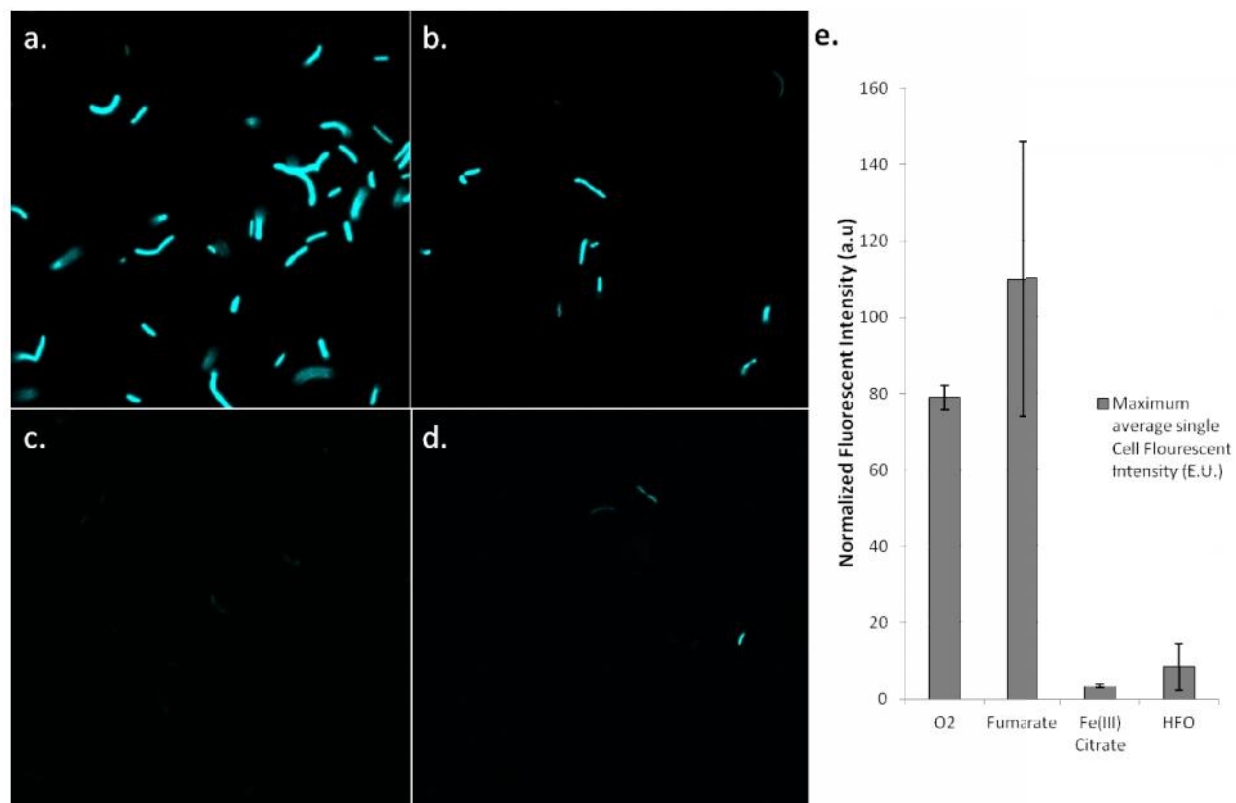 a.
b.
c.
d.
e.
Normalized Fluorescent Intensity (a.u)
160
140
120
100
80
60
40
20
0
O2
Fumarate
Fe(III)
Citrate
HFO
Maximum
average single
Cell Flourescent
Intensity (E.U.)